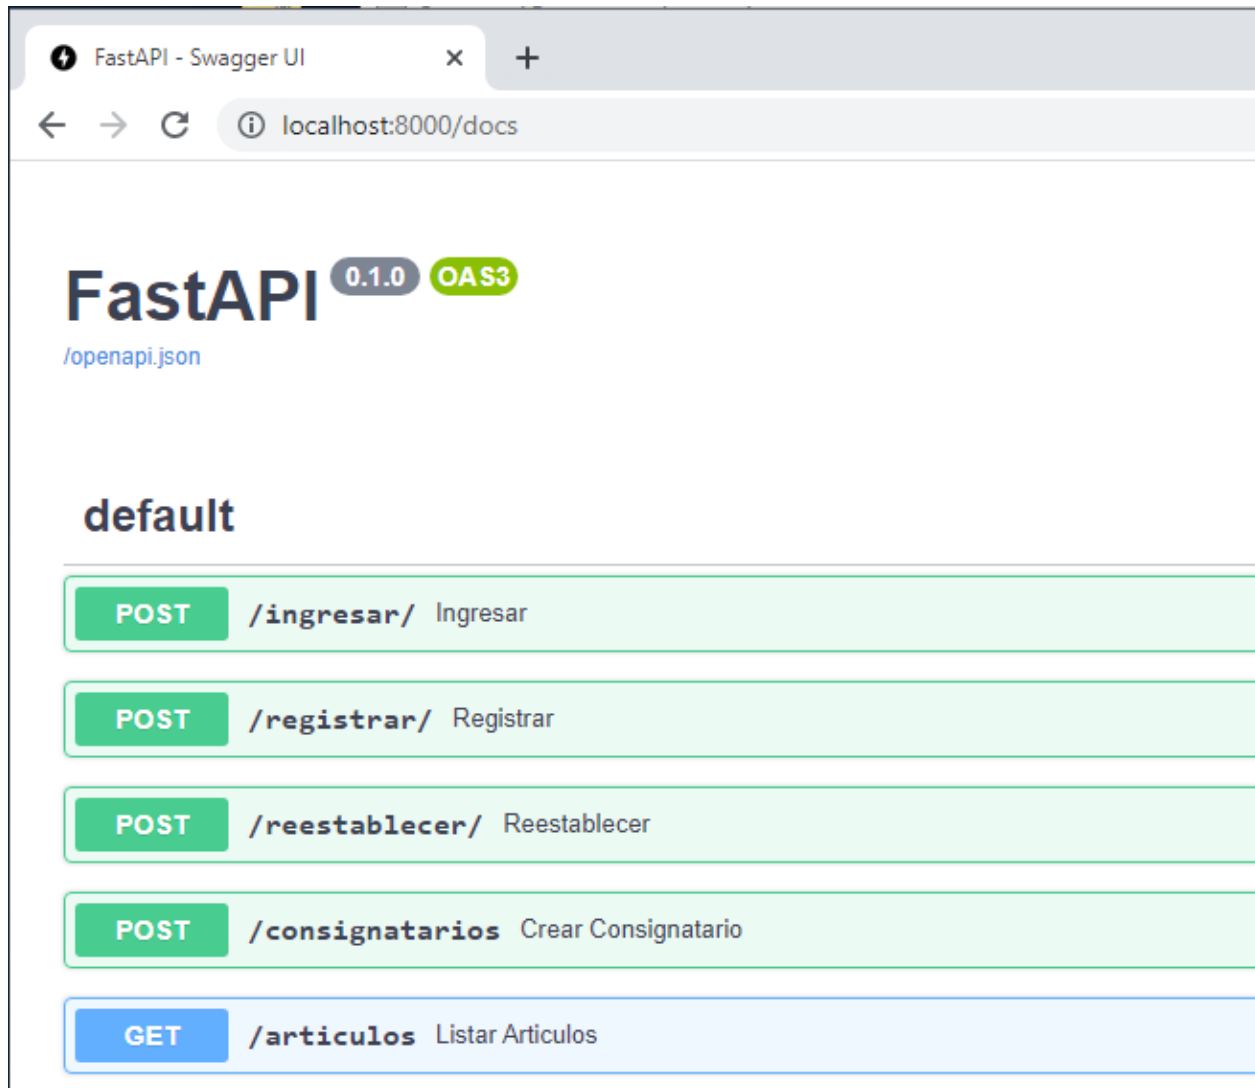 FastAPI - Swagger UI
localhost:8000/docs
FastAPI 0.1.0 OAS3
/openapi.json
default
POST /ingresar/ Ingresar
POST /registrar/ Registrar
POST /reestablecer/ Reestablecer
POST /consignatarios Crear Consignatario
GET /articulos Listar Articulos